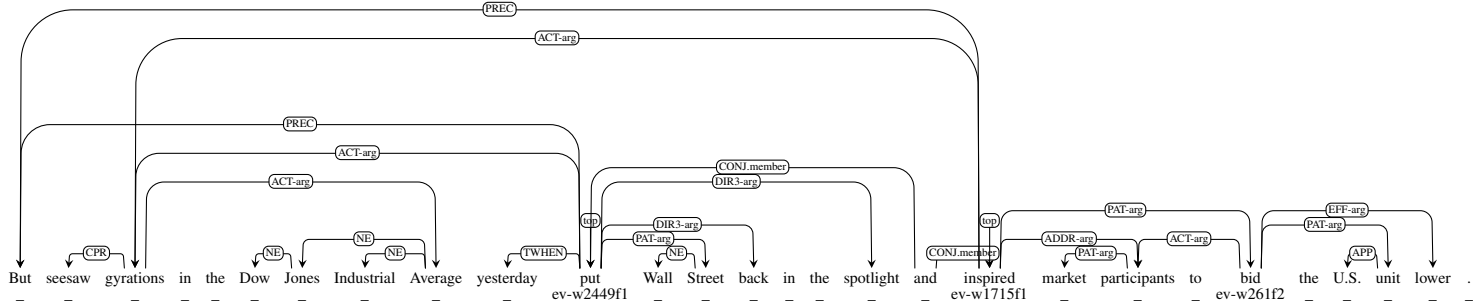 PREC
ACT-arg
PREC
ACT-arg
CONJ.member
ACT-arg DIR3-arg
PAT-arg EFF-arg
top top
DIR3-arg PAT-arg
NE PAT-arg ADDR-arg ACT-arg
CPR NE NE TWHEN NE CONJ.member PAT-arg APP
But seesaw gyrations in the Dow Jones Industrial Average yesterday put Wall Street back in the spotlight and inspired market participants to bid the U.S. unit lower .
ev-w2449f1 ev-w1715f1 ev-w261f2
_ _ _ _ _ _ _ _ _ _ _ _ _ _ _ _ _ _ _ _ _ _ _ _ _ _ _